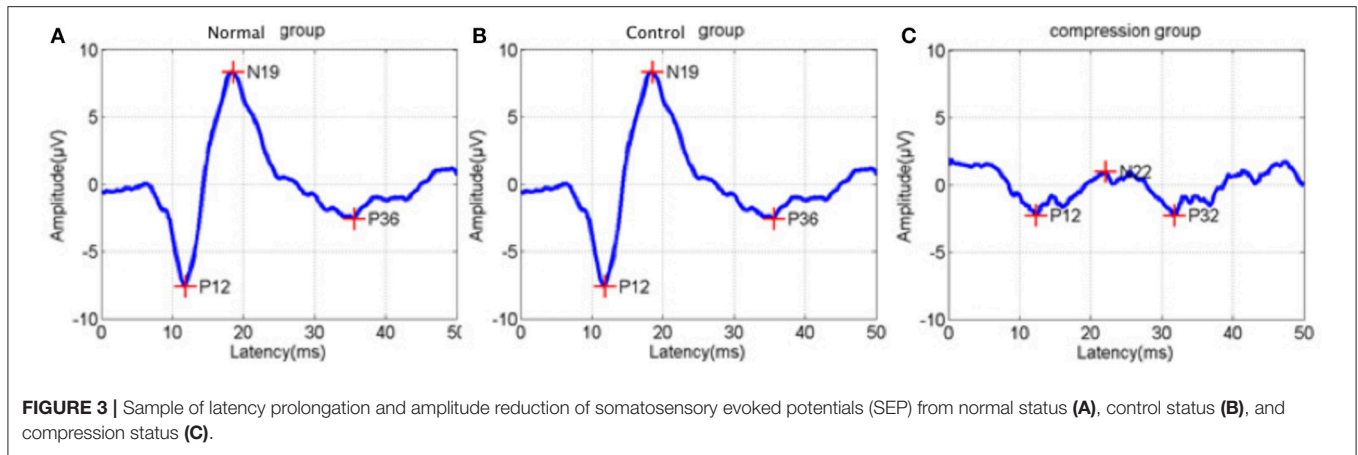 A
Normal group
10
5
0
-5
-10
Amplitude(µV)
N19
P12
P36
0 10 20 30 40 50
Latency(ms)
B
Control group
10
5
0
-5
-10
Amplitude(µV)
N19
P12
P36
0 10 20 30 40 50
Latency(ms)
C
compression group
10
5
0
-5
-10
Amplitude(µV)
P12
N22
P32
0 10 20 30 40 50
Latency(ms)
FIGURE 3 | Sample of latency prolongation and amplitude reduction of somatosensory evoked potentials (SEP) from normal status (A), control status (B), and
compression status (C).